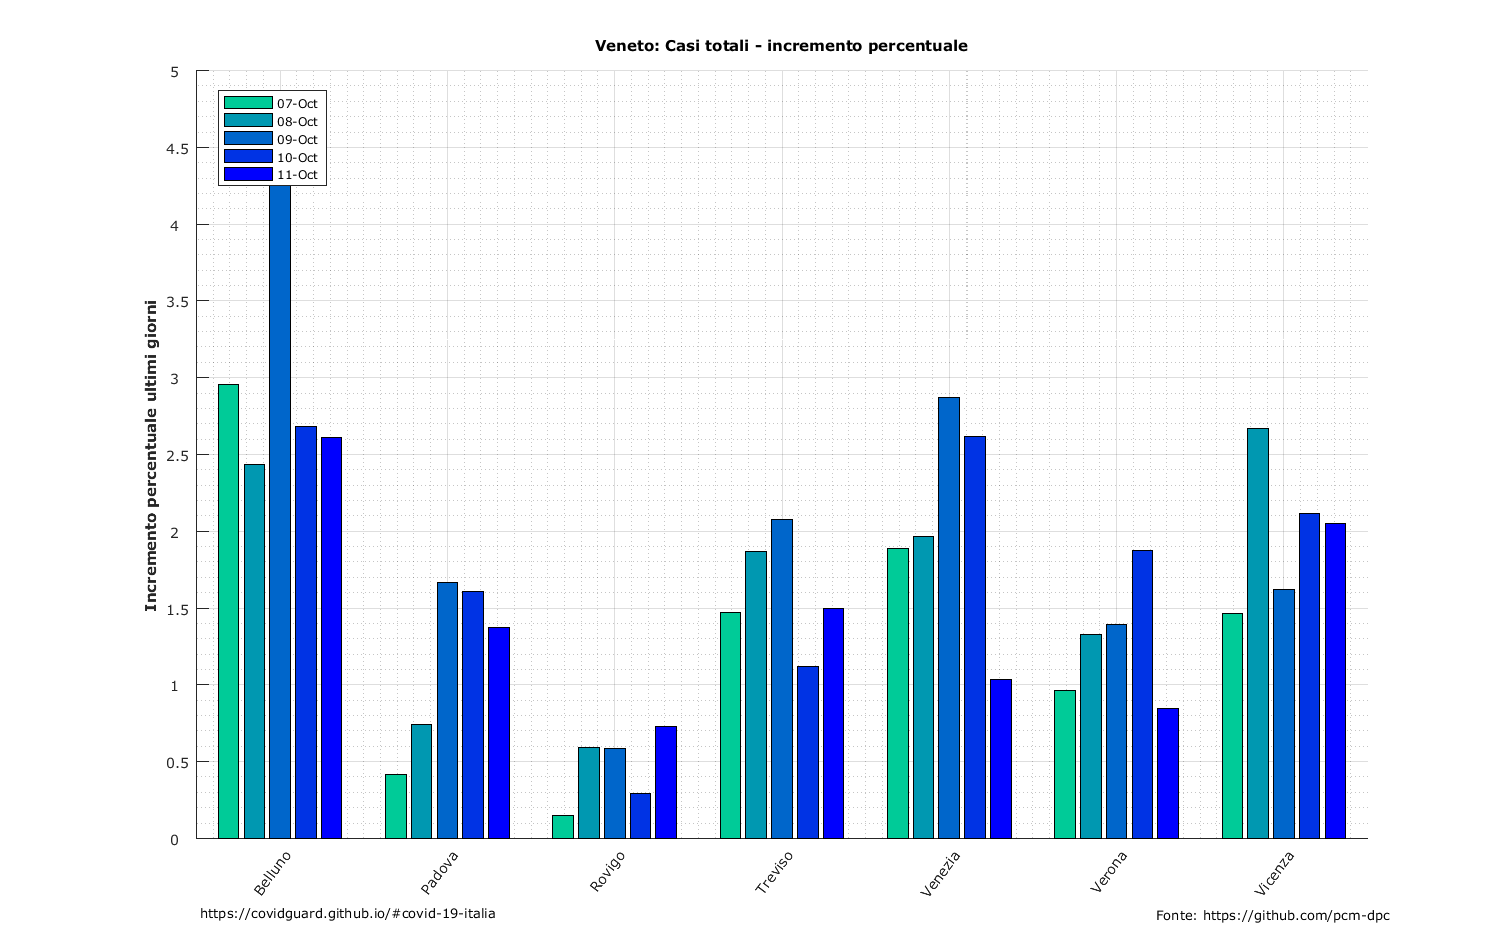 Veneto: Casi totali - incremento percentuale
Incremento percentuale ultimi giorni
5
4.5
4
3.5
3
2.5
2
1.5
1
0.5
0
07-Oct
08-Oct
09-Oct
10-Oct
11-Oct
Belluno
Padova
Rovigo
Treviso
Venezia
Verona
Vicenza
https://covidguard.github.io/#covid-19-italia
Fonte: https://github.com/pcm-dpc